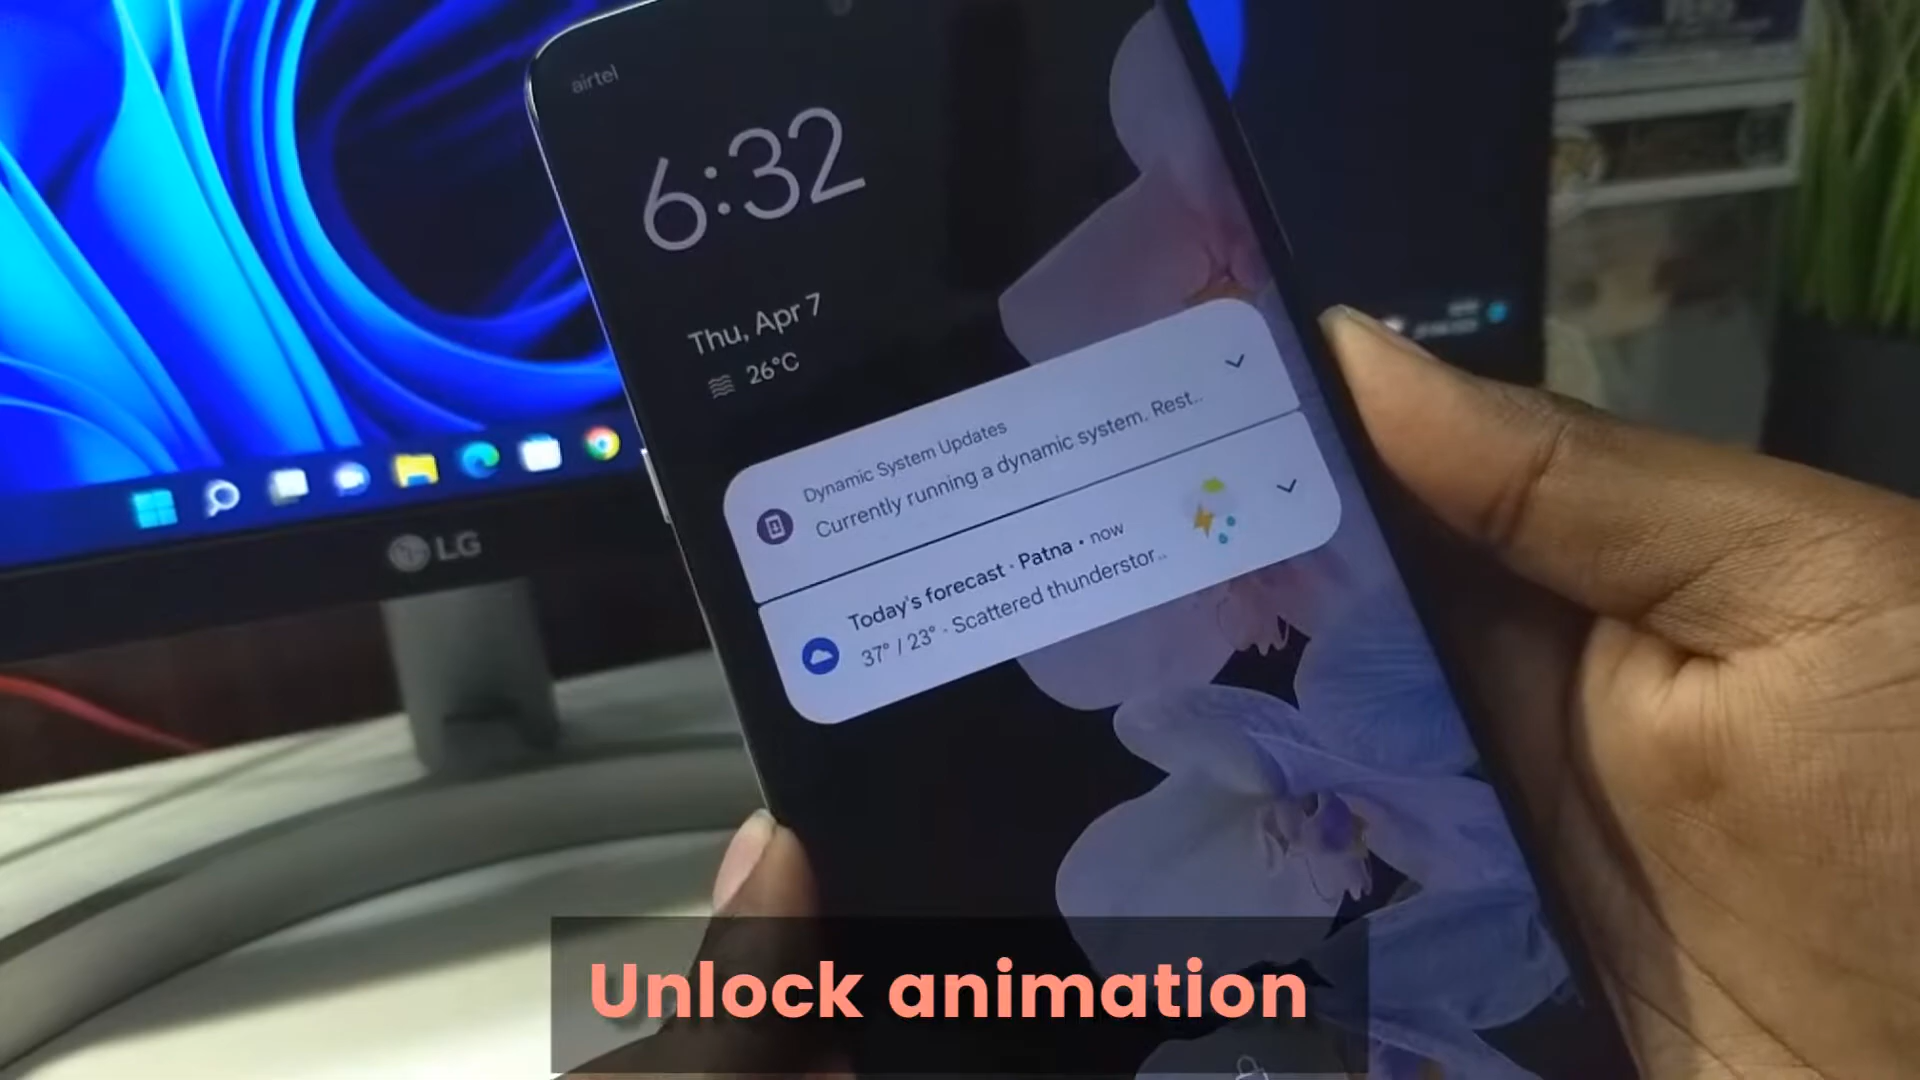 airtel
6:32
Thu, Apr 7
26°C
Dynamic System Updates
Currently running a dynamic system. Rest..
Today's forecast · Patna · now
37° / 23° · Scattered thunderstor..
LG
Unlock animation